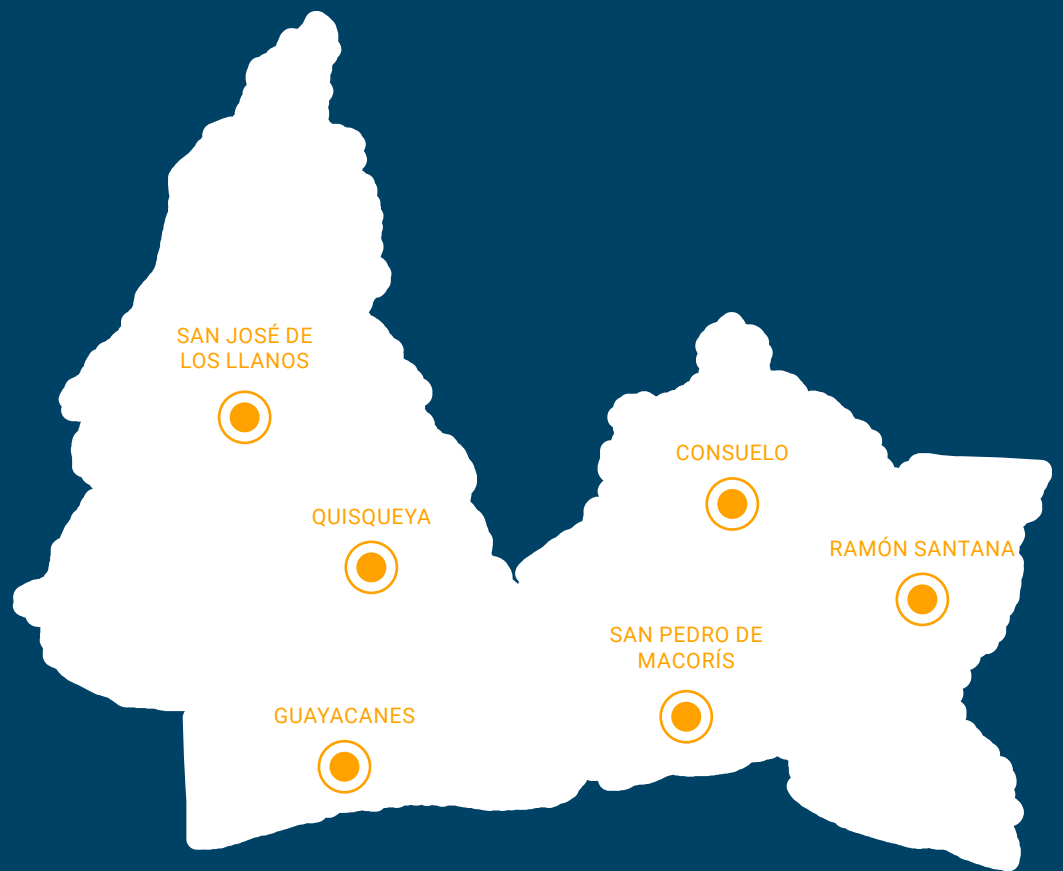 SAN JOSÉ DE
LOS LLANOS
CONSUELO
QUISQUEYA
RAMÓN SANTANA
SAN PEDRO DE
MACORÍS
GUAYACANES